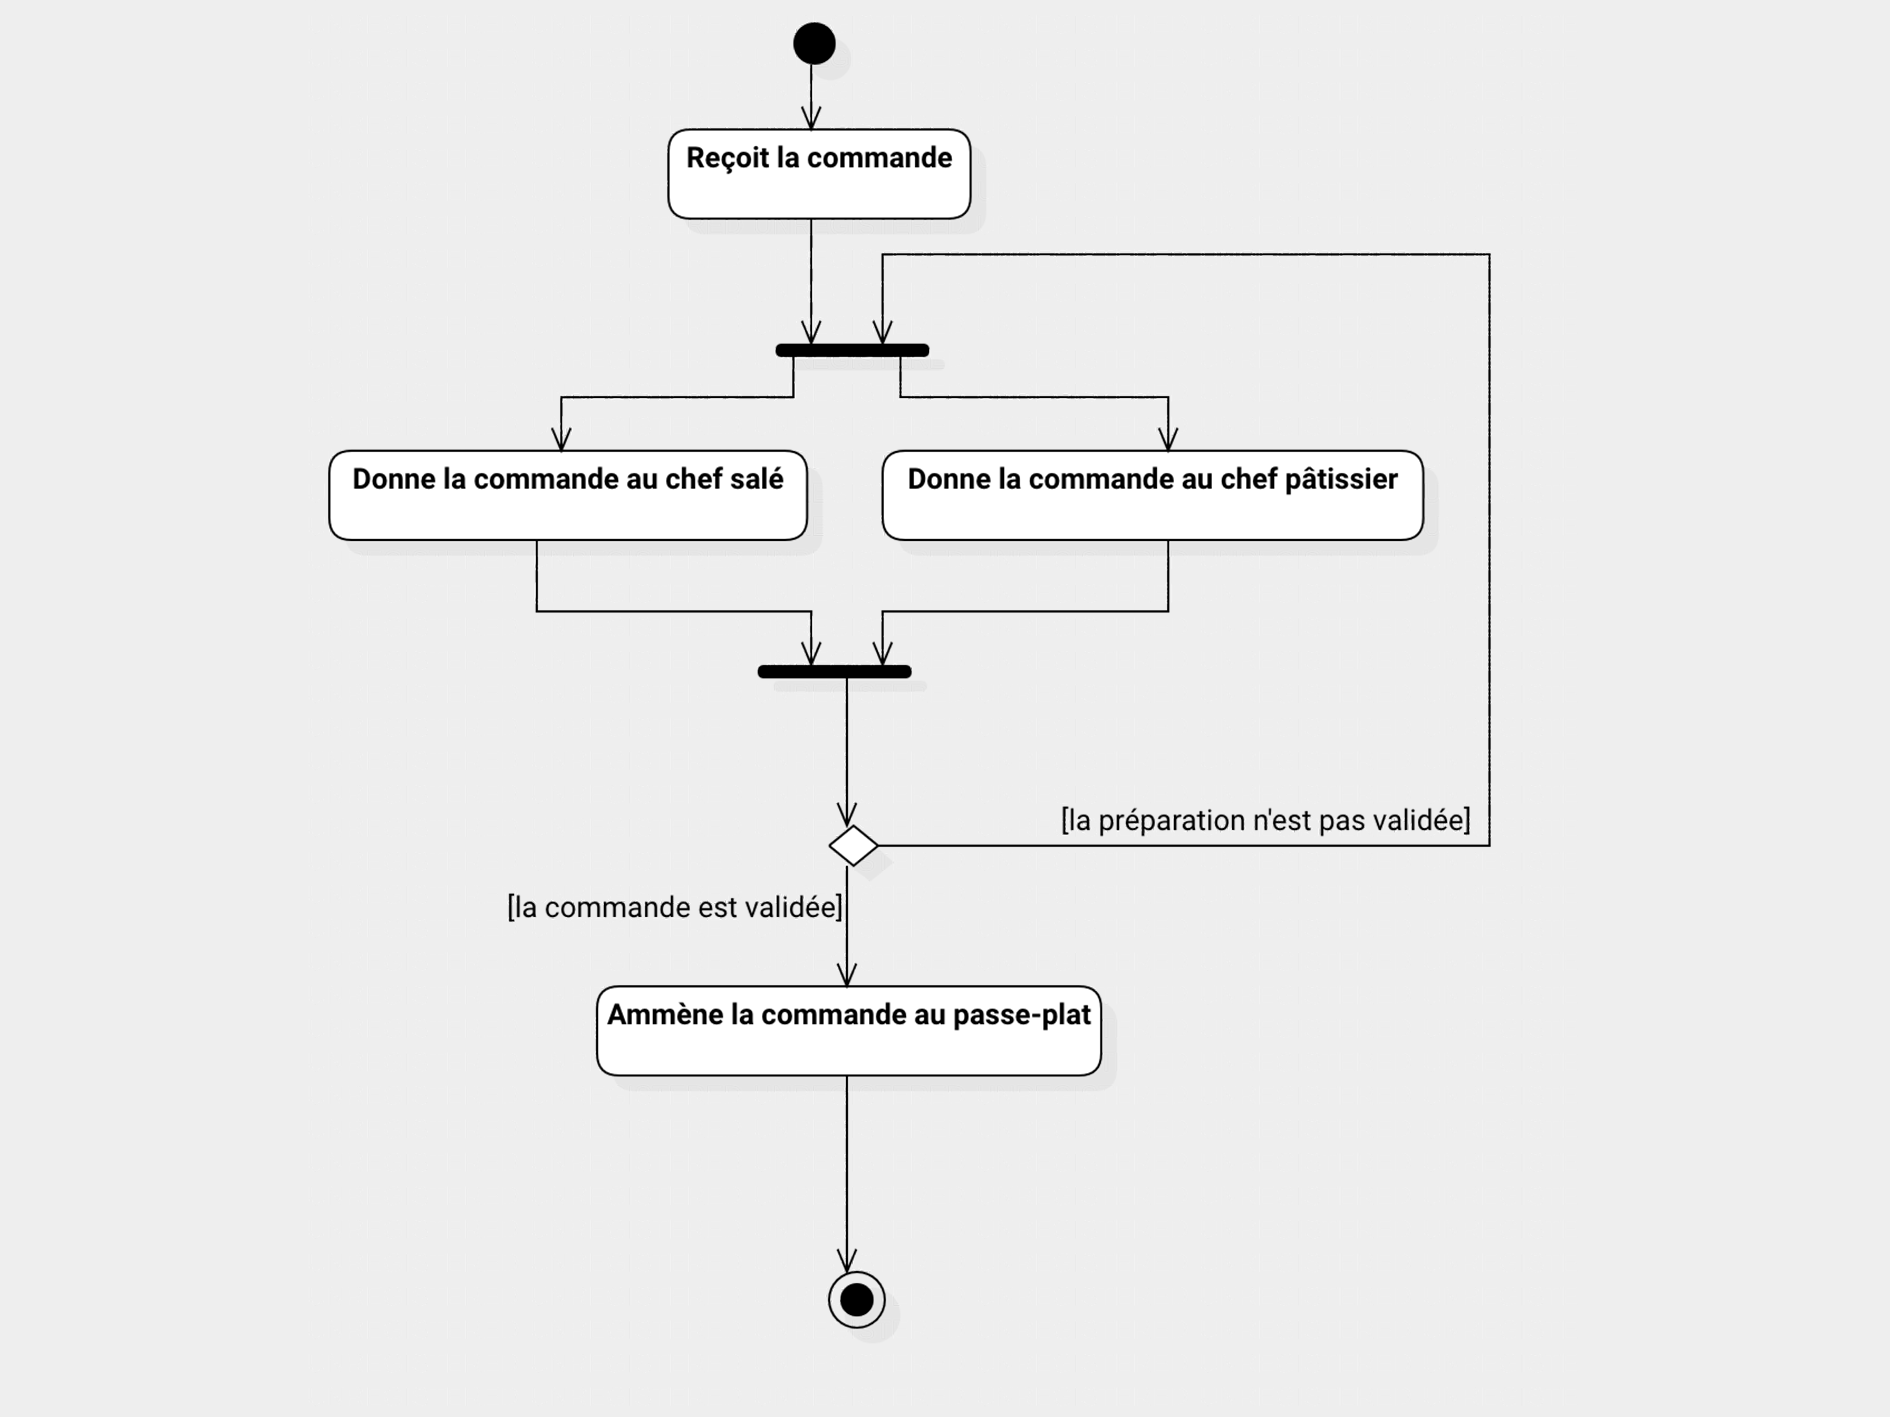 Reçoit la commande
Donne la commande au chef salé
Donne la commande au chef pâtissier
[la préparation n'est pas validée]
[la commande est validée]
Ammène la commande au passe-plat